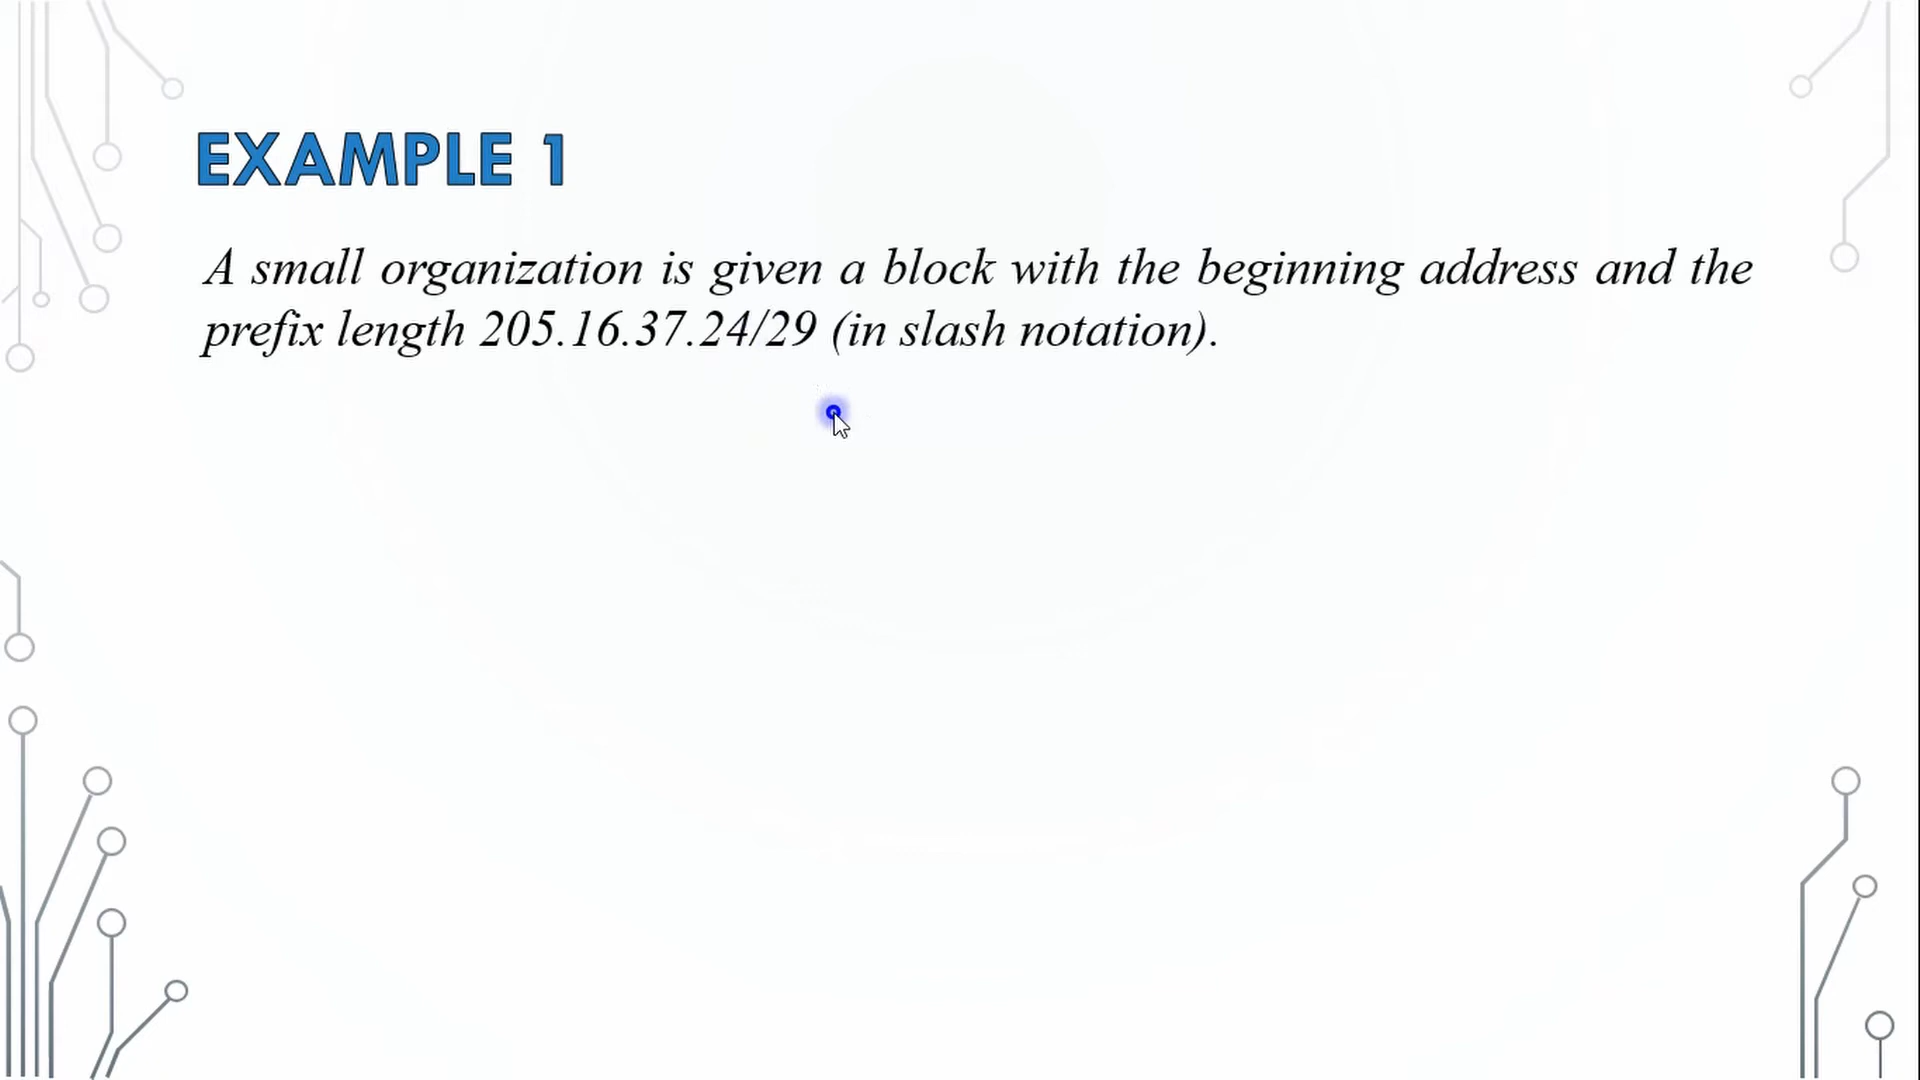 EXAMPLE 1
A small organization is given a block with the beginning address and the
prefix length 205.16.37.24/29 (in slash notation).